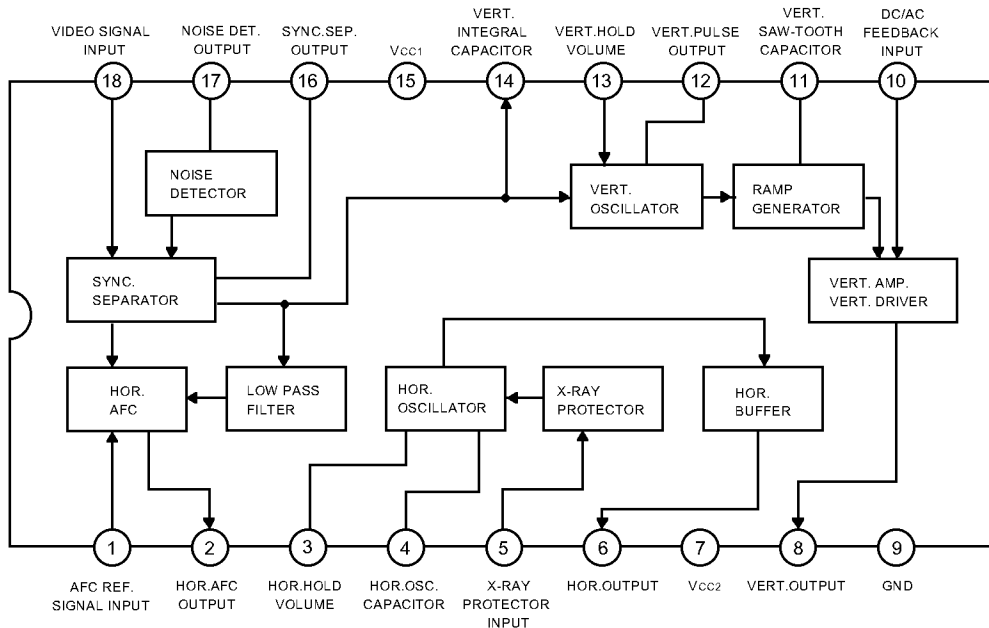 VIDEO SIGNAL
INPUT
NOISE DET.
OUTPUT
SYNC.SEP.
OUTPUT
VCC1
VERT.
INTEGRAL
CAPACITOR
VERT.HOLD
VOLUME
VERT.PULSE
OUTPUT
VERT.
SAW-TOOTH
CAPACITOR
DC/AC
FEEDBACK
INPUT
18
17
16
15
14
13
12
11
10
NOISE
DETECTOR
VERT.
OSCILLATOR
RAMP
GENERATOR
SYNC.
SEPARATOR
VERT. AMP.
VERT. DRIVER
HOR.
AFC
LOW PASS
FILTER
HOR.
OSCILLATOR
X-RAY
PROTECTOR
HOR.
BUFFER
1
2
3
4
5
6
7
8
9
AFC REF.
SIGNAL INPUT
HOR.AFC
OUTPUT
HOR.HOLD
VOLUME
HOR.OSC.
CAPACITOR
X-RAY
PROTECTOR
INPUT
HOR.OUTPUT
VCC2
VERT.OUTPUT
GND